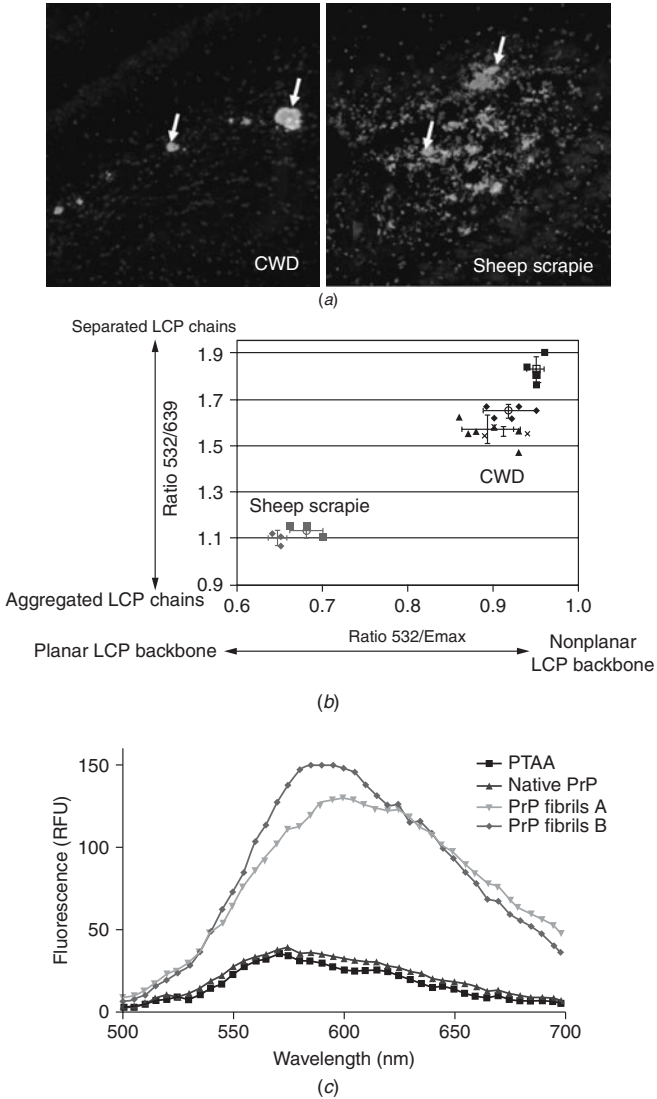 CWD
Sheep scrapie
(a)
Separated LCP chains
1.9
1.7
1.5
1.3
1.1
0.9
Ratio 532/639
CWD
Sheep scrapie
Aggregated LCP chains
0.6
0.7
0.8
0.9
1.0
Ratio 532/Emax
Planar LCP backbone
Nonplanar
LCP backbone
(b)
150
100
50
0
Fluorescence (RFU)
PTAA
Native PrP
PrP fibrils A
PrP fibrils B
500
550
600
650
700
Wavelength (nm)
(c)